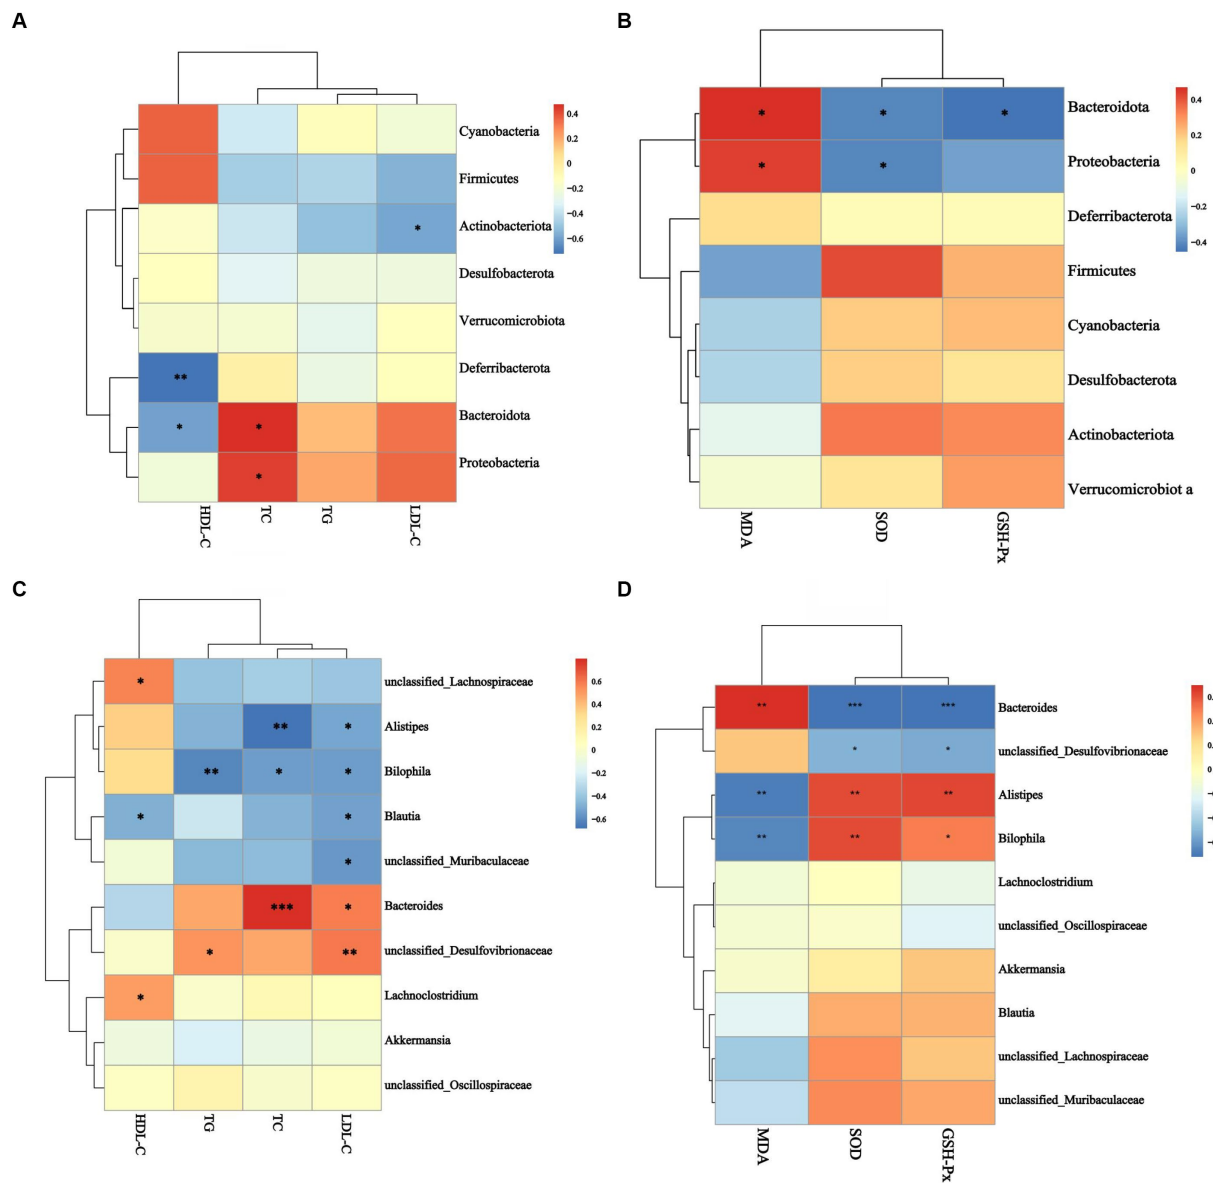 A
Cyanobacteria
Firmicutes
Actinobacteriota
*
Desulfobacterota
Verrucomicrobiota
Deferribacterota
**
Bacteroidota
* *
Proteobacteria
*
HDL-C TC TG LDL-C
0.4
0.2
0
−0.2
−0.4
−0.6
B
Bacteroidota
* * *
Proteobacteria
* *
Deferribacterota
Firmicutes
Cyanobacteria
Desulfobacterota
Actinobacteriota
Verrucomicrobiot a
MDA SOD GSH-Px
0.4
0.2
0
−0.2
−0.4
C
unclassified_Lachnospiraceae
*
Alistipes
** *
Bilophila
** * *
Blautia
* *
unclassified_Muribaculaceae
*
Bacteroides
*** *
unclassified_Desulfovibrionaceae
* **
Lachnoclostridium
*
Akkermansia
unclassified_Oscillospiraceae
HDL-C TG TC LDL-C
0.6
0.4
0.2
0
−0.2
−0.4
−0.6
D
Bacteroides
** *** ***
unclassified_Desulfovibrionaceae
* *
Alistipes
** ** **
Bilophila
** ** *
Lachnoclostridium
unclassified_Oscillospiraceae
Akkermansia
Blautia
unclassified_Lachnospiraceae
unclassified_Muribaculaceae
MDA SOD GSH-Px
0.
0.
0.
0